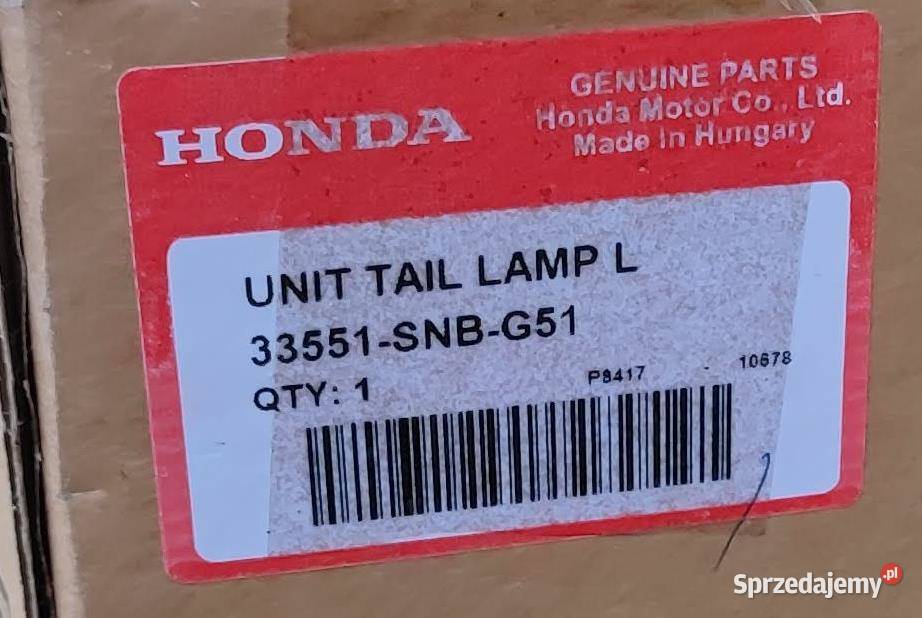 HONDA
GENUINE PARTS
Honda Motor Co., Ltd.
Made in Hungary
UNIT TAIL LAMP L
33551-SNB-G51
QTY: 1
P8417 - 10678
Sprzedajemy.pl